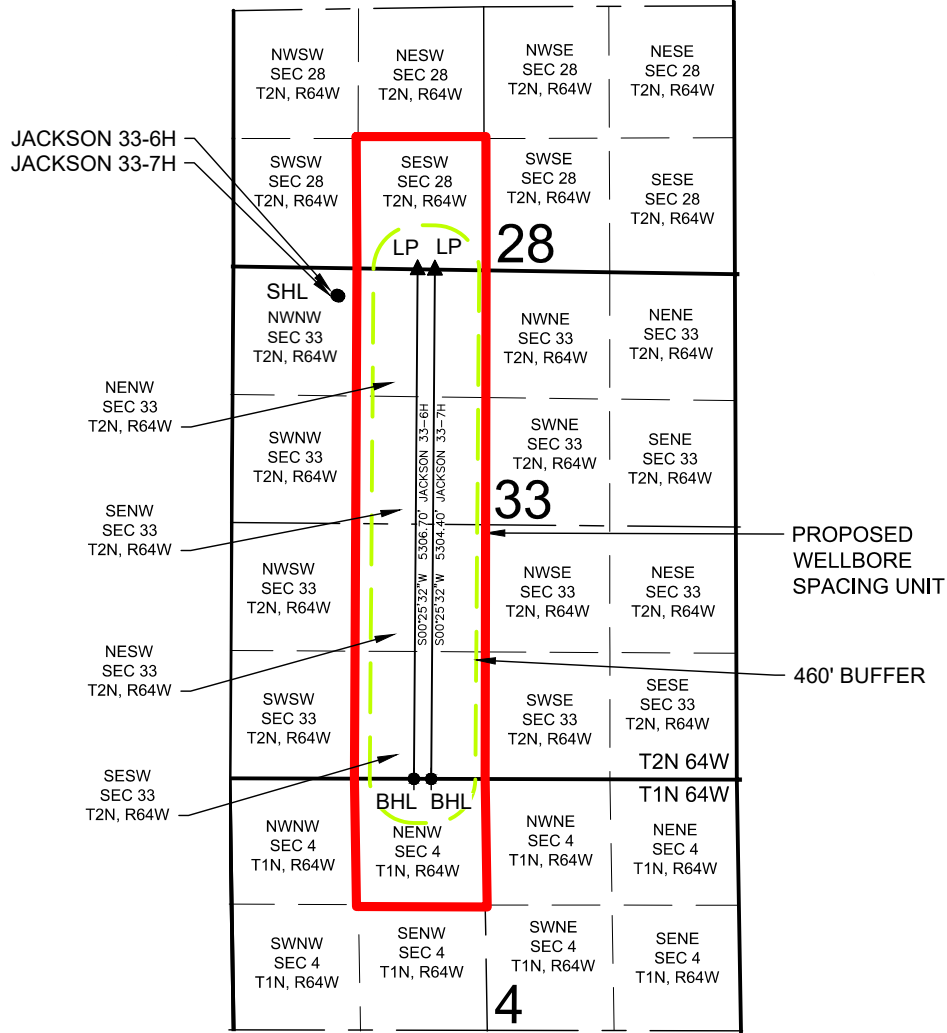 NWSW
SEC 28
T2N, R64W
NESW
SEC 28
T2N, R64W
NWSE
SEC 28
T2N, R64W
NESE
SEC 28
T2N, R64W
JACKSON 33-6H
JACKSON 33-7H
SWSW
SEC 28
T2N, R64W
SESW
SEC 28
T2N, R64W
SWSE
SEC 28
T2N, R64W
SESE
SEC 28
T2N, R64W
LP LP
28
SHL
NWNW
SEC 33
T2N, R64W
NWNE
SEC 33
T2N, R64W
NENE
SEC 33
T2N, R64W
NENW
SEC 33
T2N, R64W
SWNW
SEC 33
T2N, R64W
SWNE
SEC 33
T2N, R64W
SENE
SEC 33
T2N, R64W
33
SENW
SEC 33
T2N, R64W
S00°25'32"W 5306.70' JACKSON 33-6H
S00°25'32"W 5304.40' JACKSON 33-7H
PROPOSED
WELLBORE
SPACING UNIT
NWSW
SEC 33
T2N, R64W
NWSE
SEC 33
T2N, R64W
NESE
SEC 33
T2N, R64W
NESW
SEC 33
T2N, R64W
460' BUFFER
SWSW
SEC 33
T2N, R64W
SWSE
SEC 33
T2N, R64W
SESE
SEC 33
T2N, R64W
T2N 64W
SESW
SEC 33
T2N, R64W
T1N 64W
BHL BHL
NWNW
SEC 4
T1N, R64W
NENW
SEC 4
T1N, R64W
NWNE
SEC 4
T1N, R64W
NENE
SEC 4
T1N, R64W
SWNW
SEC 4
T1N, R64W
SENW
SEC 4
T1N, R64W
SWNE
SEC 4
T1N, R64W
SENE
SEC 4
T1N, R64W
4